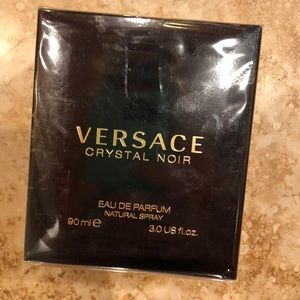 VERSACE
CRYSTAL NOIR
EAU DE PARFUM
NATURAL SPRAY
90 ml ℮ 3.0 US fl.oz.